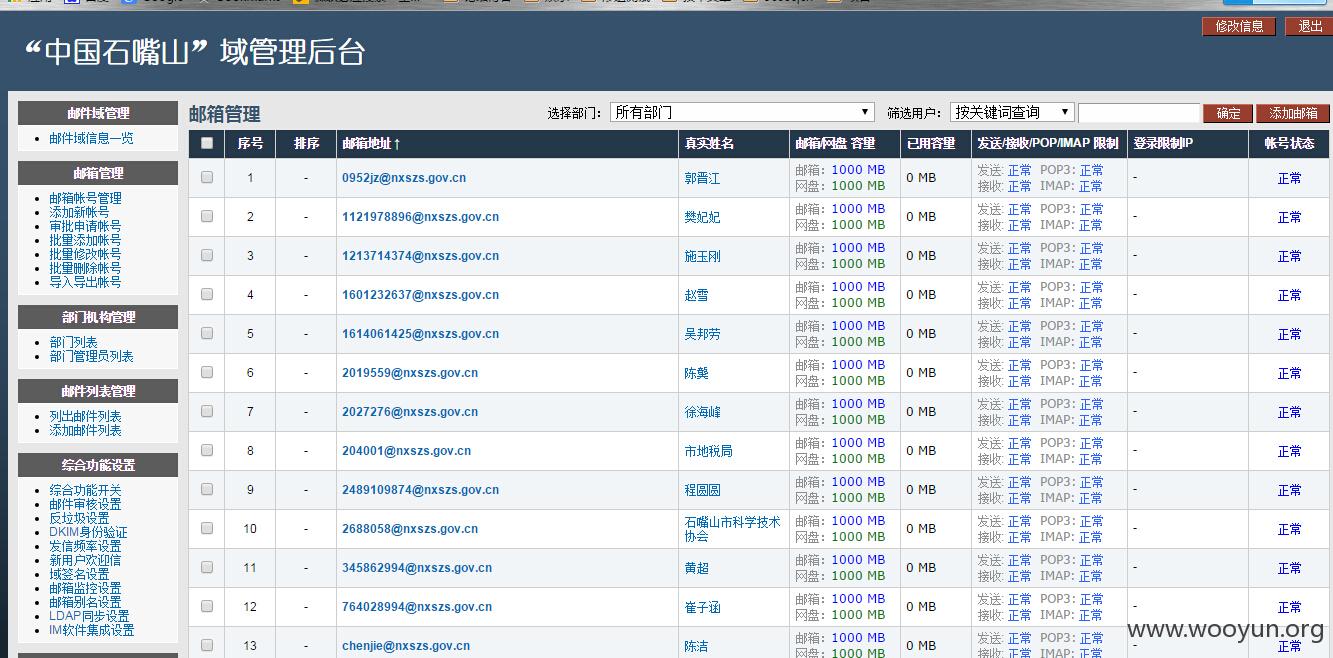 修改信息 退出
“中国石嘴山”域管理后台
邮件域管理
邮件域信息一览
邮箱管理
邮箱帐号管理
添加新帐号
审批申请帐号
批量添加帐号
批量修改帐号
批量删除帐号
导入导出帐号
部门机构管理
部门列表
部门管理员列表
邮件列表管理
列出邮件列表
添加邮件列表
综合功能设置
综合功能开关
邮件审核设置
反垃圾设置
DKIM身份验证
发信频率设置
新用户欢迎信
域签名设置
邮箱监控设置
邮箱别名设置
LDAP同步设置
IM软件集成设置
邮箱管理 选择部门: 所有部门 筛选用户: 按关键词查询 确定 添加邮箱
序号 排序 邮箱地址↑ 真实姓名 邮箱/网盘 容量 已用容量 发送/接收/POP/IMAP 限制 登录限制IP 帐号状态
1 - 0952jz@nxszs.gov.cn 郭晋江 邮箱: 1000 MB 0 MB 发送: 正常 POP3: 正常 - 正常
网盘: 1000 MB 接收: 正常 IMAP: 正常
2 - 1121978896@nxszs.gov.cn 樊妃妃 邮箱: 1000 MB 0 MB 发送: 正常 POP3: 正常 - 正常
网盘: 1000 MB 接收: 正常 IMAP: 正常
3 - 1213714374@nxszs.gov.cn 施玉刚 邮箱: 1000 MB 0 MB 发送: 正常 POP3: 正常 - 正常
网盘: 1000 MB 接收: 正常 IMAP: 正常
4 - 1601232637@nxszs.gov.cn 赵雪 邮箱: 1000 MB 0 MB 发送: 正常 POP3: 正常 - 正常
网盘: 1000 MB 接收: 正常 IMAP: 正常
5 - 1614061425@nxszs.gov.cn 吴邦劳 邮箱: 1000 MB 0 MB 发送: 正常 POP3: 正常 - 正常
网盘: 1000 MB 接收: 正常 IMAP: 正常
6 - 2019559@nxszs.gov.cn 邮箱: 1000 MB 0 MB 发送: 正常 POP3: 正常 - 正常
网盘: 1000 MB 接收: 正常 IMAP: 正常
7 - 2027276@nxszs.gov.cn 徐海峰 邮箱: 1000 MB 0 MB 发送: 正常 POP3: 正常 - 正常
网盘: 1000 MB 接收: 正常 IMAP: 正常
8 - 204001@nxszs.gov.cn 市地税局 邮箱: 1000 MB 0 MB 发送: 正常 POP3: 正常 - 正常
网盘: 1000 MB 接收: 正常 IMAP: 正常
9 - 2489109874@nxszs.gov.cn 程圆圆 邮箱: 1000 MB 0 MB 发送: 正常 POP3: 正常 - 正常
网盘: 1000 MB 接收: 正常 IMAP: 正常
10 - 2688058@nxszs.gov.cn 石嘴山市科学技术 邮箱: 1000 MB 0 MB 发送: 正常 POP3: 正常 - 正常
协会 网盘: 1000 MB 接收: 正常 IMAP: 正常
11 - 345862994@nxszs.gov.cn 黄超 邮箱: 1000 MB 0 MB 发送: 正常 POP3: 正常 - 正常
网盘: 1000 MB 接收: 正常 IMAP: 正常
12 - 764028994@nxszs.gov.cn 崔子涵 邮箱: 1000 MB 0 MB 发送: 正常 POP3: 正常 - 正常
网盘: 1000 MB 接收: 正常 IMAP: 正常
13 - chenjie@nxszs.gov.cn 陈洁 邮箱: 1000 MB 0 MB 发送: 正常 POP3: 正常 - 正常
网盘: 1000 MB 接收: 正常 IMAP: 正常
www.wooyun.org